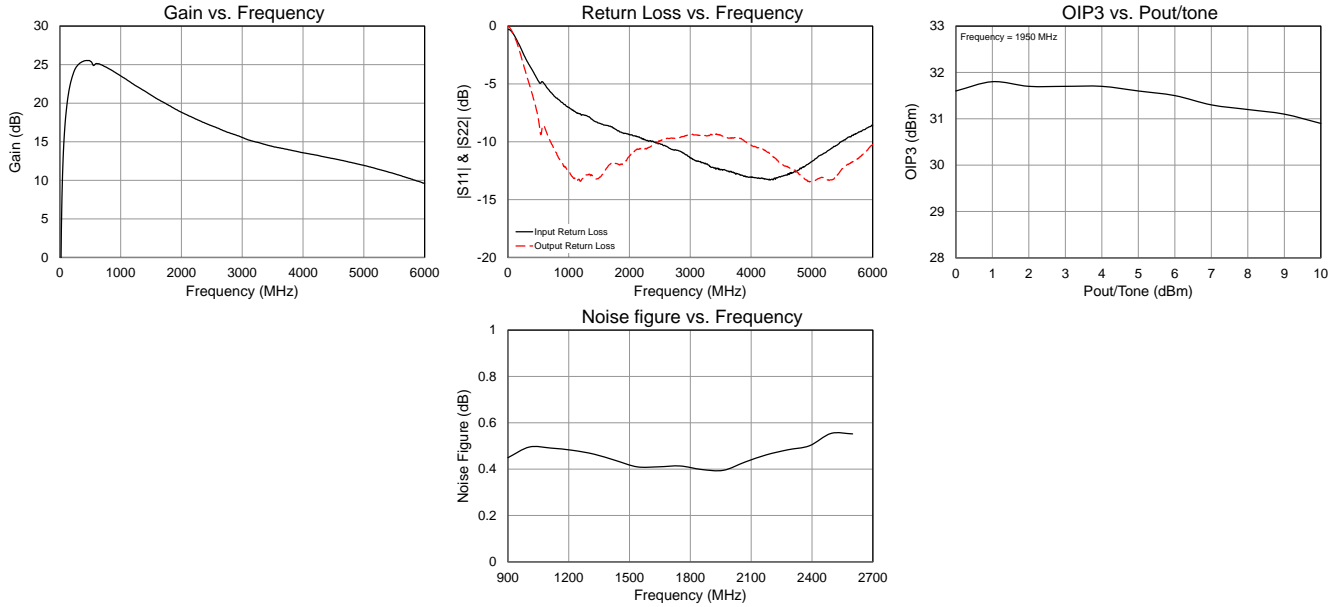 Gain vs. Frequency
Gain (dB)
30
25
20
15
10
5
0
0 1000 2000 3000 4000 5000 6000
Frequency (MHz)
Return Loss vs. Frequency
|S11| & |S22| (dB)
0
-5
-10
-15
-20
Input Return Loss
Output Return Loss
0 1000 2000 3000 4000 5000 6000
Frequency (MHz)
OIP3 vs. Pout/tone
OIP3 (dBm)
33
32
31
30
29
28
Frequency = 1950 MHz
0 1 2 3 4 5 6 7 8 9 10
Pout/Tone (dBm)
Noise figure vs. Frequency
Noise Figure (dB)
1
0.8
0.6
0.4
0.2
0
900 1200 1500 1800 2100 2400 2700
Frequency (MHz)